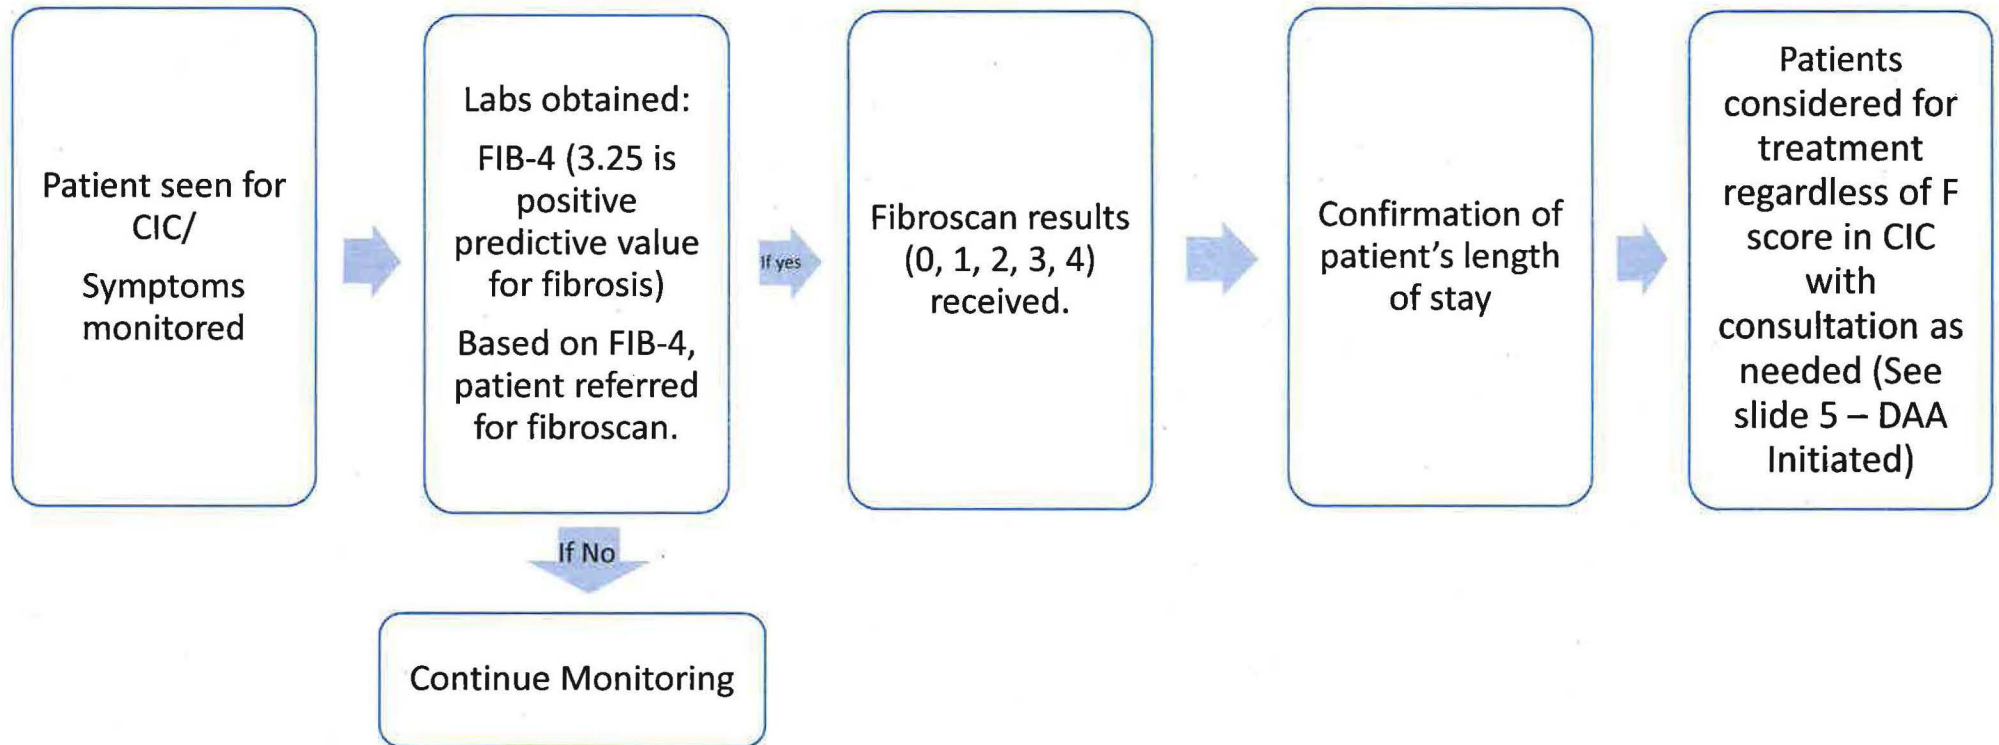 Patient seen for
CIC/
Symptoms
monitored
Labs obtained:
FIB-4 (3.25 is
positive
predictive value
for fibrosis)
Based on FIB-4,
patient referred
for fibroscan.
If yes
Fibroscan results
(0, 1, 2, 3, 4)
received.
Confirmation of
patient’s length
of stay
Patients
considered for
treatment
regardless of F
score in CIC
with
consultation as
needed (See
slide 5 – DAA
Initiated)
If No
Continue Monitoring